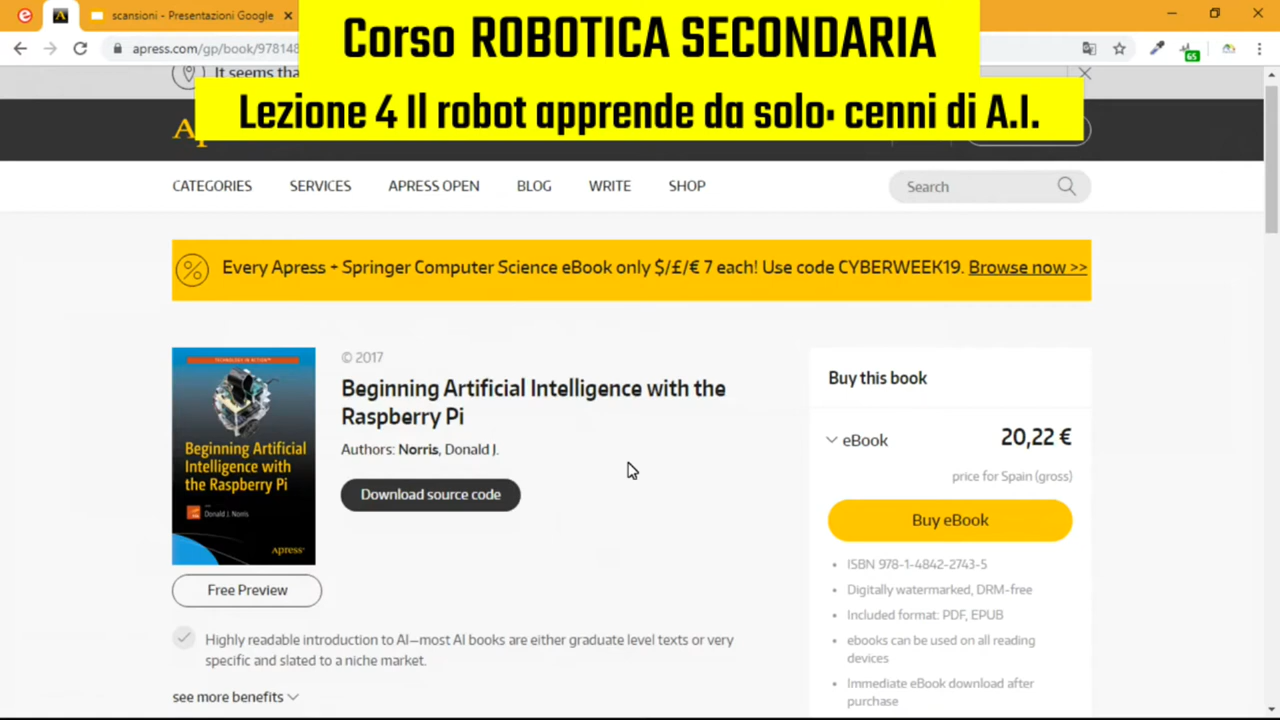 scansioni - Presentazioni Google
Corso ROBOTICA SECONDARIA
apress.com/gp/book/978148
It seems tha
Lezione 4 Il robot apprende da solo: cenni di A.I.
Ap
CATEGORIES SERVICES APRESS OPEN BLOG WRITE SHOP Search
Every Apress + Springer Computer Science eBook only $/£/€ 7 each! Use code CYBERWEEK19. Browse now >>
TECHNOLOGY IN ACTION™
Beginning Artificial
Intelligence with
the Raspberry Pi
Donald J. Norris
Apress®
Free Preview
© 2017
Beginning Artificial Intelligence with the
Raspberry Pi
Authors: Norris, Donald J.
Download source code
Highly readable introduction to AI—most AI books are either graduate level texts or very
specific and slated to a niche market.
see more benefits
Buy this book
eBook 20,22 €
price for Spain (gross)
Buy eBook
ISBN 978-1-4842-2743-5
Digitally watermarked, DRM-free
Included format: PDF, EPUB
ebooks can be used on all reading
devices
Immediate eBook download after
purchase